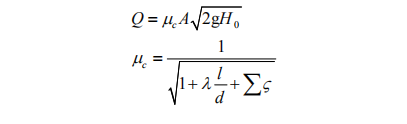 Q = μ_c A√(2gH_0)
μ_c = 1 / √(1 + λ l/d + ∑ς)